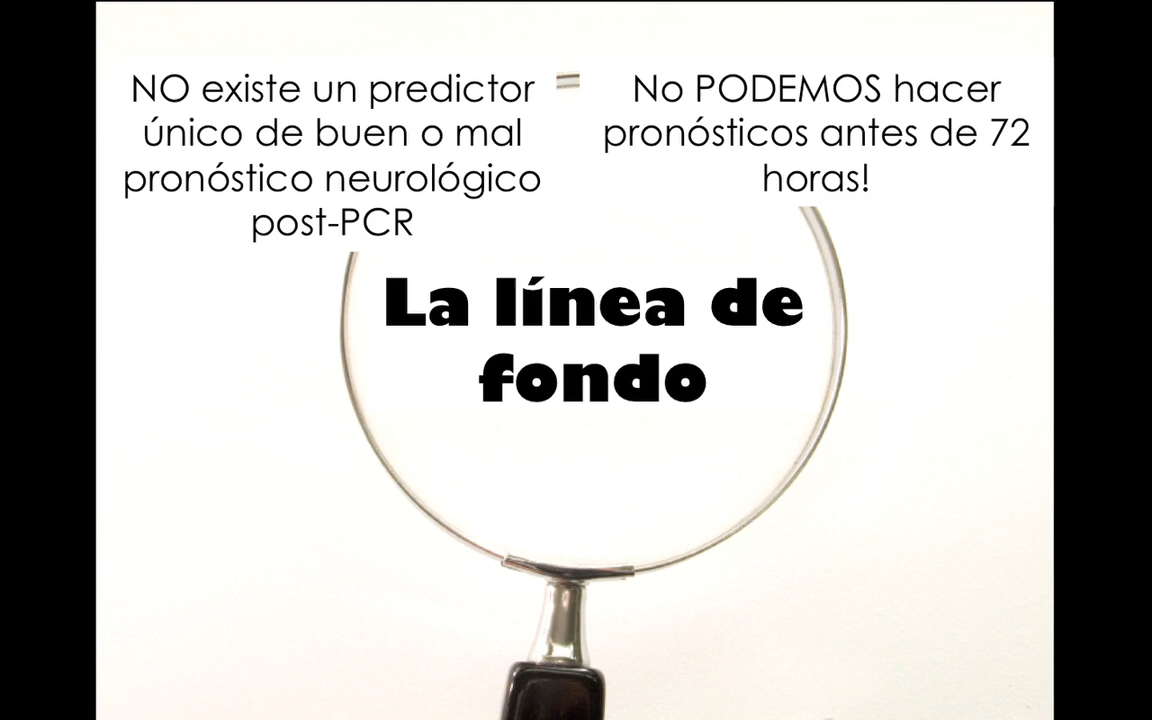 NO existe un predictor
único de buen o mal
pronóstico neurológico
post-PCR
No PODEMOS hacer
pronósticos antes de 72
horas!
La línea de
fondo